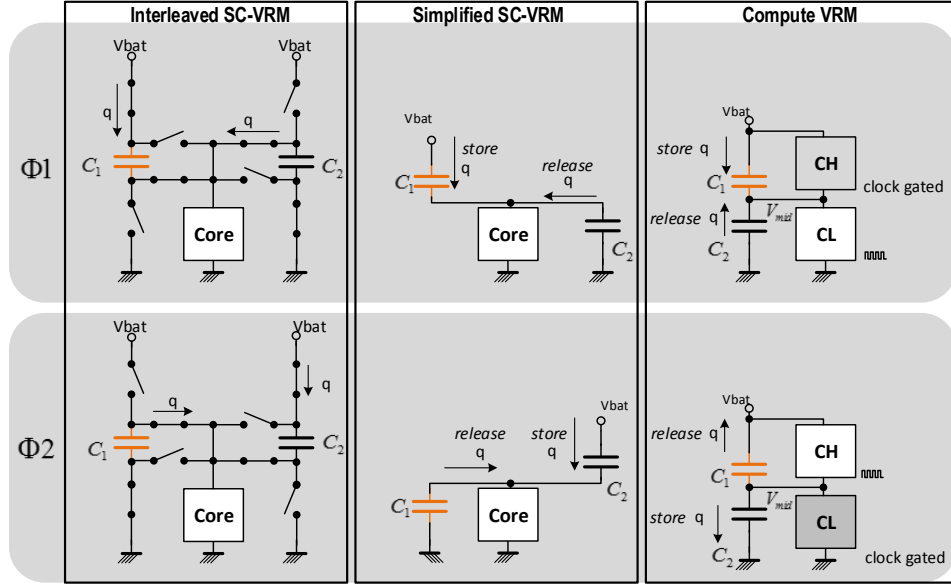 Interleaved SC-VRM
Simplified SC-VRM
Compute VRM
Φ1
Vbat
Vbat
q
q
C1
C2
Core
Vbat
store
q
release
q
C1
Core
C2
Vbat
store q
CH
C1
clock gated
release q
Vmid
CL
C2
Φ2
Vbat
Vbat
q
q
C1
C2
Core
Vbat
release
q
store
q
C2
C1
Core
Vbat
release q
CH
C1
Vmid
store q
CL
C2
clock gated